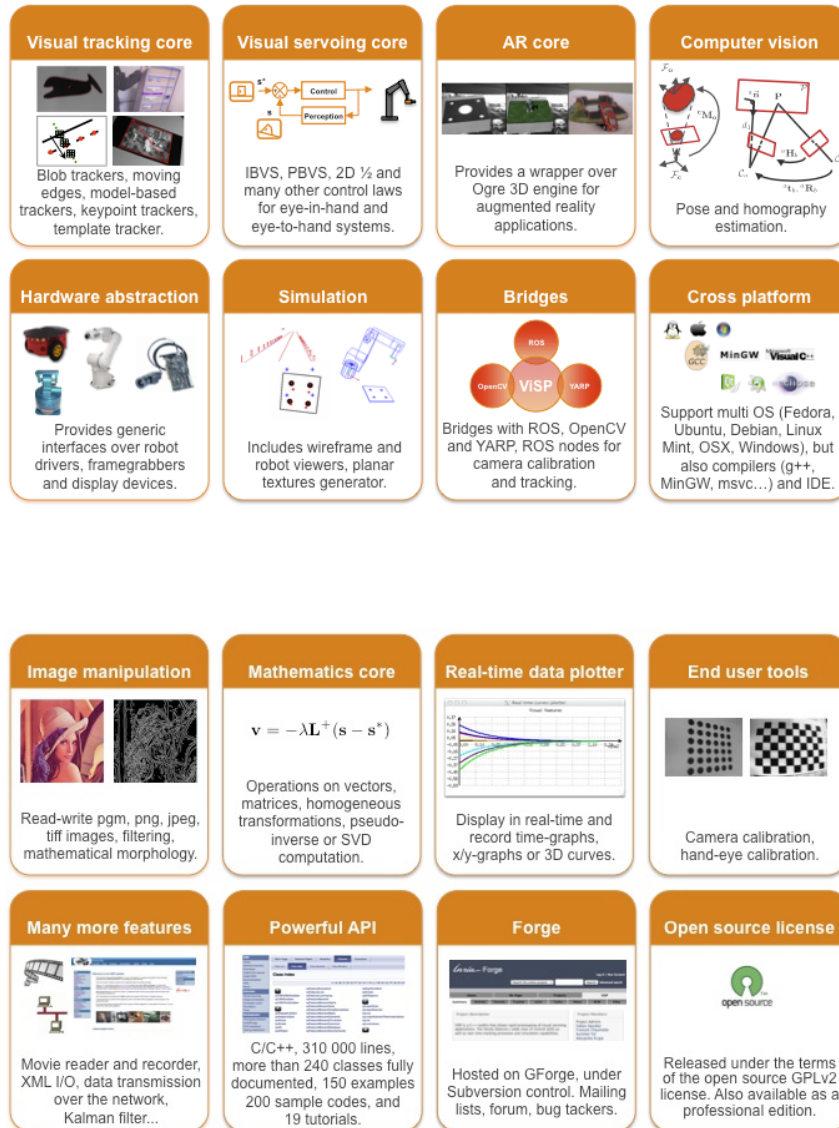 Visual tracking core
Blob trackers, moving
edges, model-based
trackers, keypoint trackers,
template tracker.
Visual servoing core
s*
Control
s
Perception
IBVS, PBVS, 2D ½ and
many other control laws
for eye-in-hand and
eye-to-hand systems.
AR core
Provides a wrapper over
Ogre 3D engine for
augmented reality
applications.
Computer vision
Pose and homography
estimation.
Hardware abstraction
Provides generic
interfaces over robot
drivers, framegrabbers
and display devices.
Simulation
Includes wireframe and
robot viewers, planar
textures generator.
Bridges
ROS
OpenCV
ViSP
YARP
Bridges with ROS, OpenCV
and YARP, ROS nodes for
camera calibration
and tracking.
Cross platform
GCC
MinGW
Microsoft
Visual C++
eclipse
Support multi OS (Fedora,
Ubuntu, Debian, Linux
Mint, OSX, Windows), but
also compilers (g++,
MinGW, msvc...) and IDE.
Image manipulation
Read-write pgm, png, jpeg,
tiff images, filtering,
mathematical morphology.
Mathematics core
v = −λL⁺(s − s*)
Operations on vectors,
matrices, homogeneous
transformations, pseudo-
inverse or SVD
computation.
Real-time data plotter
Display in real-time and
record time-graphs,
x/y-graphs or 3D curves.
End user tools
Camera calibration,
hand-eye calibration.
Many more features
Movie reader and recorder,
XML I/O, data transmission
over the network,
Kalman filter...
Powerful API
Class Index
C/C++, 310 000 lines,
more than 240 classes fully
documented, 150 examples
200 sample codes, and
19 tutorials.
Forge
Forge
Hosted on GForge, under
Subversion control. Mailing
lists, forum, bug tackers.
Open source license
open source
Released under the terms
of the open source GPLv2
license. Also available as a
professional edition.